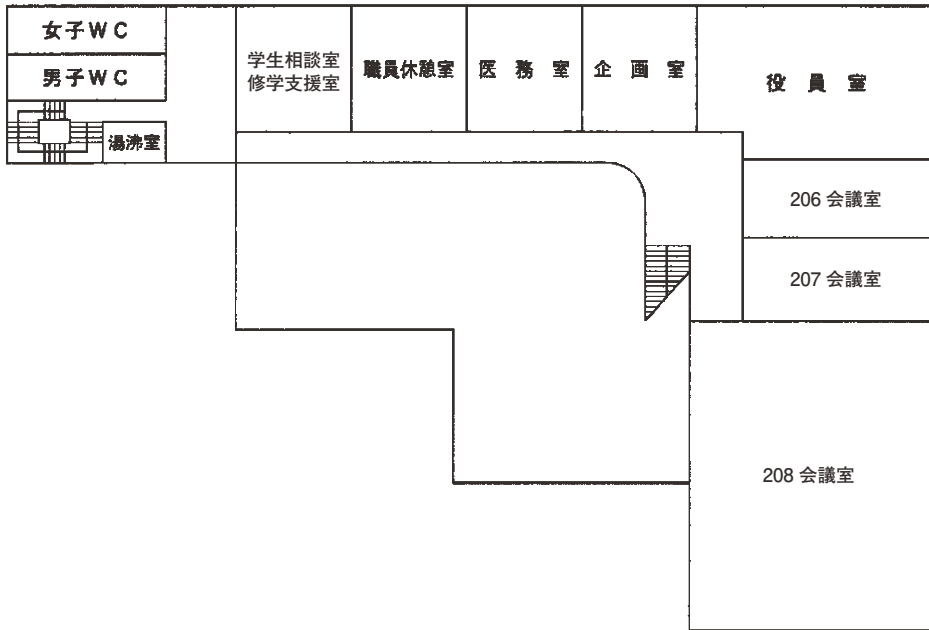 女子WC
男子WC
湯沸室
学生相談室
修学支援室
職員休憩室
医務室
企画室
役員室
206 会議室
207 会議室
208 会議室